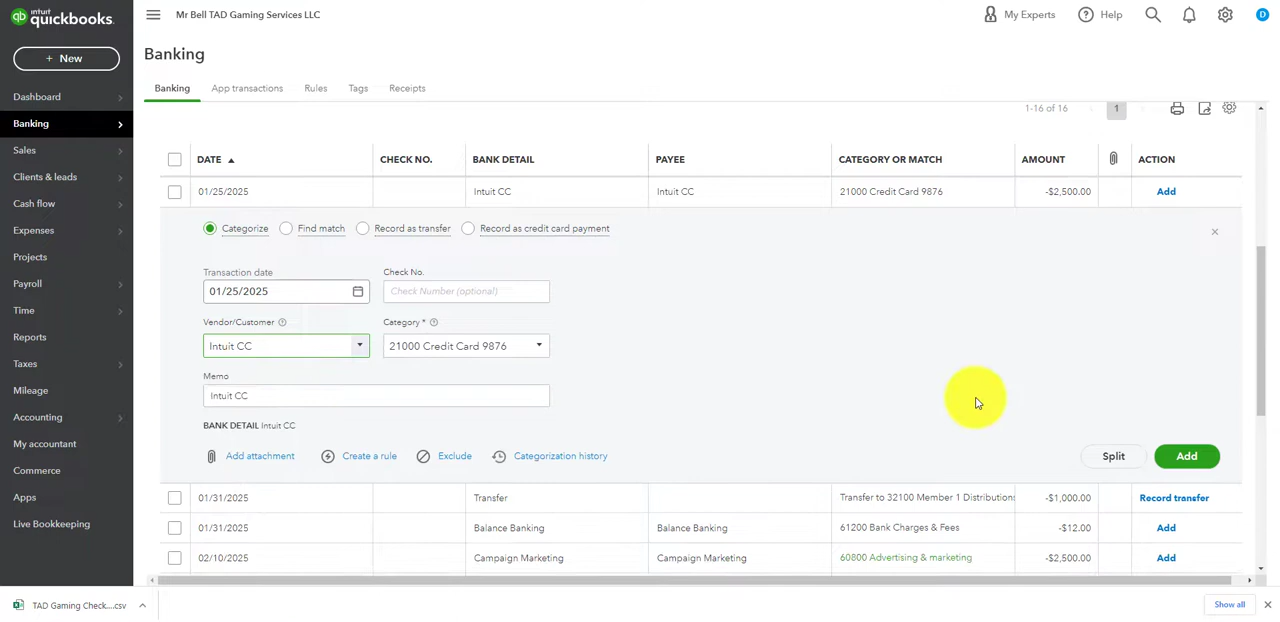 intuit
quickbooks.
Mr Bell TAD Gaming Services LLC
My Experts
Help
D
+ New
Banking
Banking App transactions Rules Tags Receipts
Dashboard
Banking
Sales
Clients & leads
Cash flow
Expenses
Projects
Payroll
Time
Reports
Taxes
Mileage
Accounting
My accountant
Commerce
Apps
Live Bookkeeping
1-16 of 16 1
DATE CHECK NO. BANK DETAIL PAYEE CATEGORY OR MATCH AMOUNT ACTION
01/25/2025 Intuit CC Intuit CC 21000 Credit Card 9876 -$2,500.00 Add
Categorize Find match Record as transfer Record as credit card payment
Transaction date Check No.
01/25/2025 Check Number (optional)
Vendor/Customer Category *
Intuit CC 21000 Credit Card 9876
Memo
Intuit CC
BANK DETAIL Intuit CC
Add attachment Create a rule Exclude Categorization history Split Add
01/31/2025 Transfer Transfer to 32100 Member 1 Distributions -$1,000.00 Record transfer
01/31/2025 Balance Banking Balance Banking 61200 Bank Charges & Fees -$12.00 Add
02/10/2025 Campaign Marketing Campaign Marketing 60800 Advertising & marketing -$2,500.00 Add
TAD Gaming Check....csv
Show all